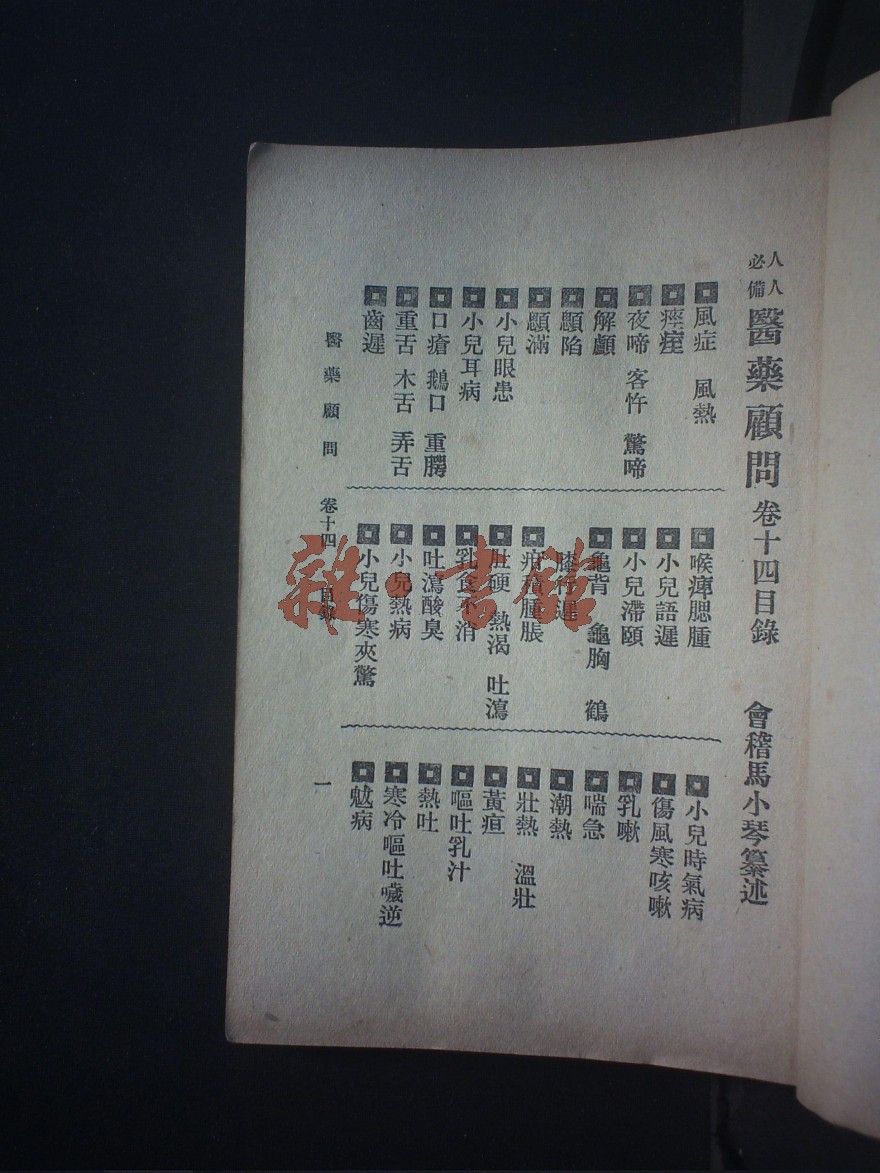 人人必備 醫藥顧問 卷十四目錄 會稽馬小琴纂述
風症 風熱
痙痓
夜啼 客忤 驚啼
解顱
顖陷
顖滿
小兒眼患
小兒耳病
口瘡 鵝口 重腭
重舌 木舌 弄舌
齒遲
喉痺腮腫
小兒語遲
小兒滯頤
龜背 龜胸 鶴
膝行遲
疳積腫脹
肚硬 熱渴 吐瀉
乳食不消
吐瀉酸臭
小兒熱病
小兒傷寒夾驚
小兒時氣病
傷風寒咳嗽
乳嗽
喘急
潮熱
壯熱 溫壯
黃疸
嘔吐乳汁
熱吐
寒冷嘔吐噦逆
魃病
醫藥顧問 卷十四 目錄 一
雜·書館